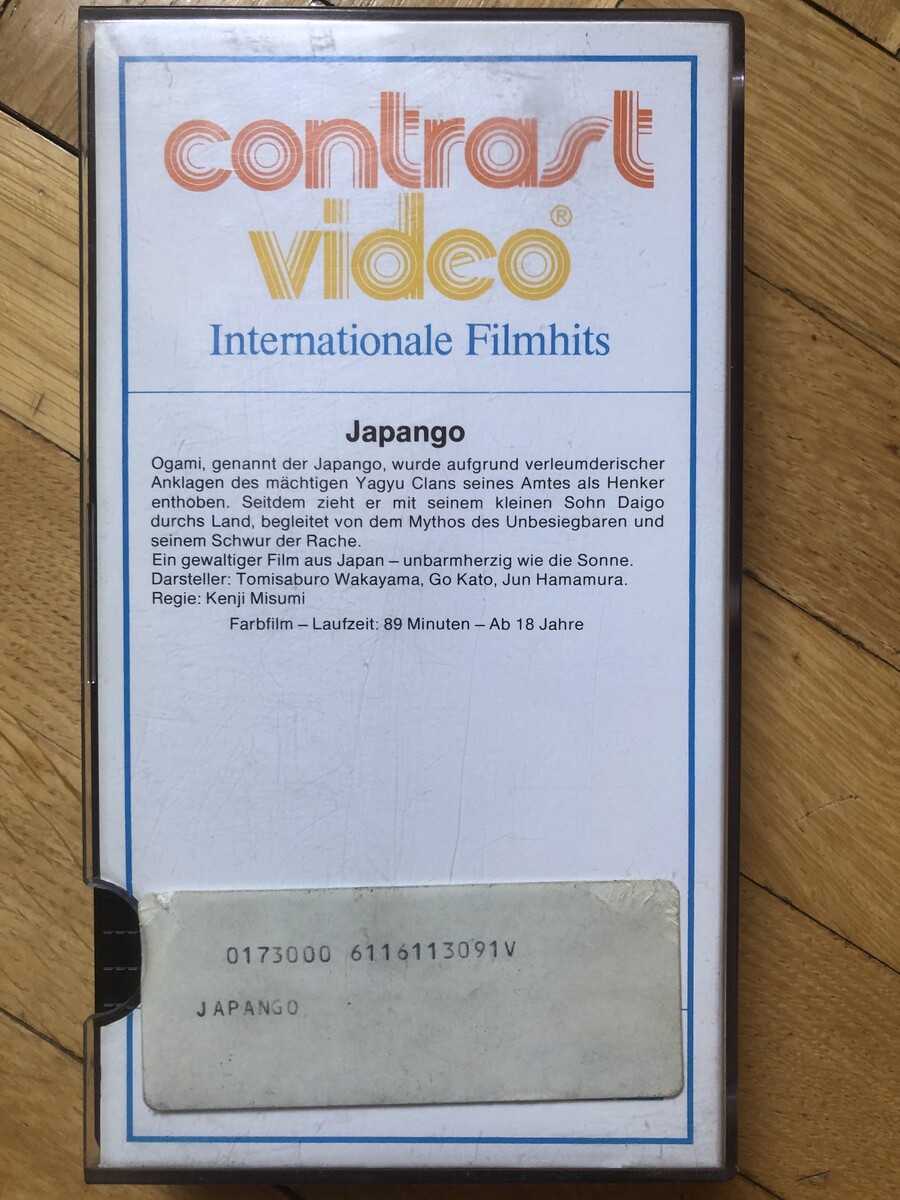 contrast
video®
Internationale Filmhits
Japango
Ogami, genannt der Japango, wurde aufgrund verleumderischer
Anklagen des mächtigen Yagyu Clans seines Amtes als Henker
enthoben. Seitdem zieht er mit seinem kleinen Sohn Daigo
durchs Land, begleitet von dem Mythos des Unbesiegbaren und
seinem Schwur der Rache.
Ein gewaltiger Film aus Japan – unbarmherzig wie die Sonne.
Darsteller: Tomisaburo Wakayama, Go Kato, Jun Hamamura.
Regie: Kenji Misumi
Farbfilm – Laufzeit: 89 Minuten – Ab 18 Jahre
0173000 6116113091V
JAPANGO